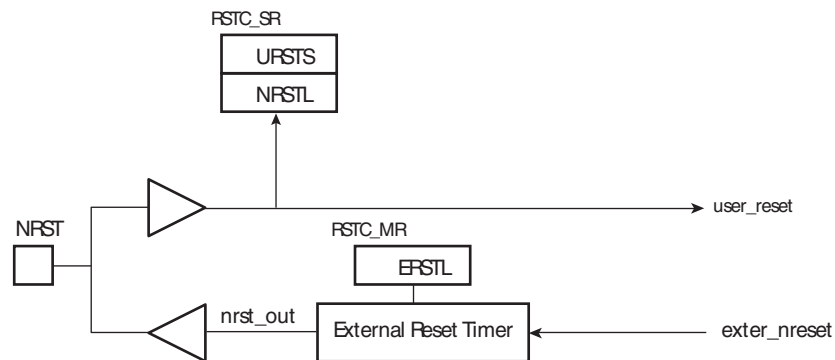 RSTC_SR
URSTS
NRSTL
user_reset
NRST
RSTC_MR
ERSTL
nrst_out
External Reset Timer
exter_nreset